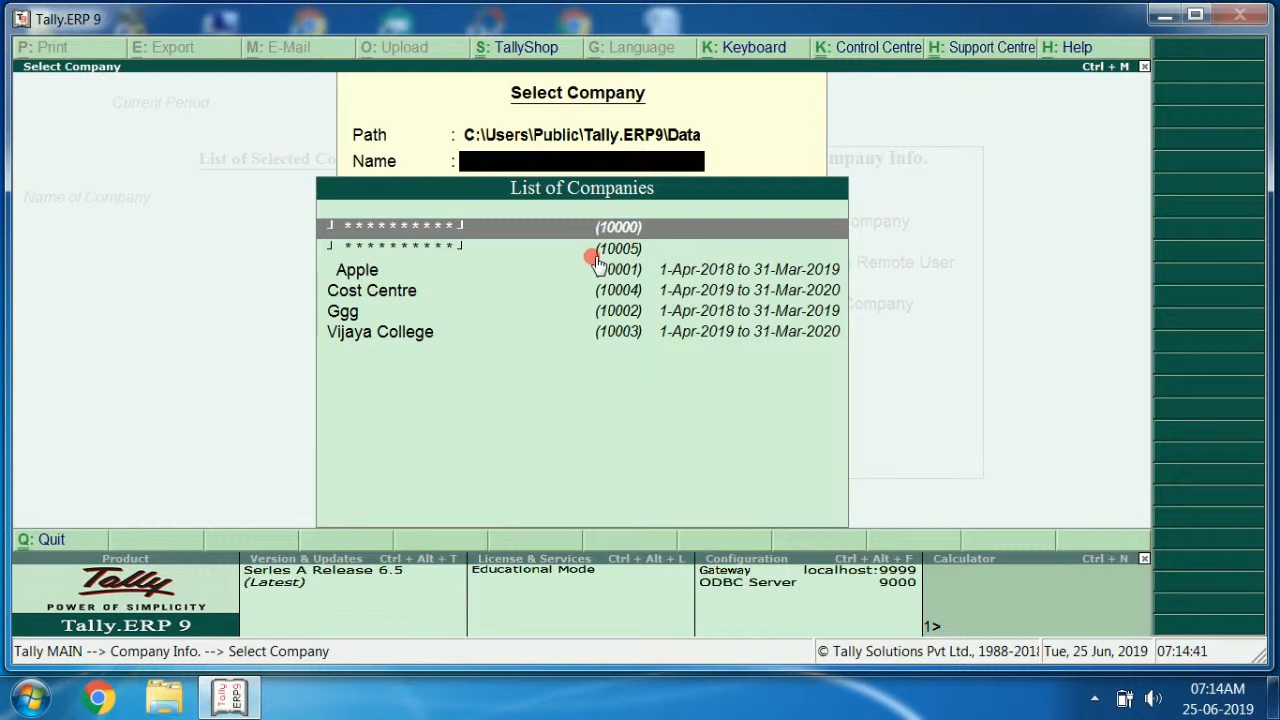 Tally.ERP 9
P: Print E: Export M: E-Mail O: Upload S: TallyShop G: Language K: Keyboard K: Control Centre H: Support Centre H: Help
Select Company Ctrl + M
Current Period
Select Company
Path : C:\Users\Public\Tally.ERP9\Data
Name :
List of Selected Co
mpany Info.
Name of Company
List of Companies
┘ * * * * * * * * * * ┘ (10000)
┘ * * * * * * * * * * ┘ (10005)
Apple 0001) 1-Apr-2018 to 31-Mar-2019
Cost Centre (10004) 1-Apr-2019 to 31-Mar-2020
Ggg (10002) 1-Apr-2018 to 31-Mar-2019
Vijaya College (10003) 1-Apr-2019 to 31-Mar-2020
mpany
Remote User
Company
Q: Quit
Product
Tally
POWER OF SIMPLICITY
Tally.ERP 9
Version & Updates Ctrl + Alt + T
Series A Release 6.5
(Latest)
License & Services Ctrl + Alt + L
Educational Mode
Configuration Ctrl + Alt + F
Gateway localhost:9999
ODBC Server 9000
Calculator Ctrl + N
1>
Tally MAIN --> Company Info. --> Select Company © Tally Solutions Pvt Ltd., 1988-2018 Tue, 25 Jun, 2019 07:14:41
07:14AM
25-06-2019